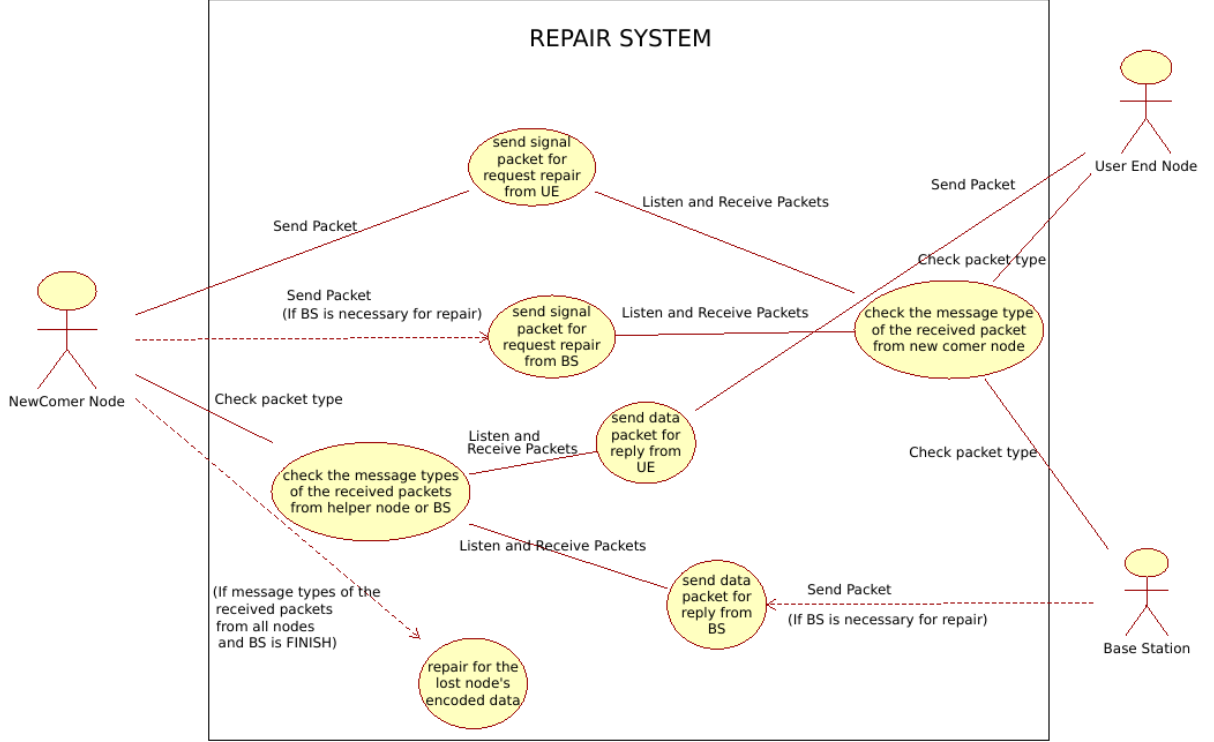 REPAIR SYSTEM
send signal
packet for
request repair
from UE
Send Packet
User End Node
Listen and Receive Packets
Send Packet
Check packet type
Send Packet
(If BS is necessary for repair)
send signal
packet for
request repair
from BS
Listen and Receive Packets
check the message type
of the received packet
from new comer node
NewComer Node
Check packet type
send data
packet for
reply from
UE
Listen and
Receive Packets
Check packet type
check the message types
of the received packets
from helper node or BS
Listen and Receive Packets
send data
packet for
reply from
BS
Send Packet
(If BS is necessary for repair)
Base Station
(If message types of the
received packets
from all nodes
and BS is FINISH)
repair for the
lost node's
encoded data